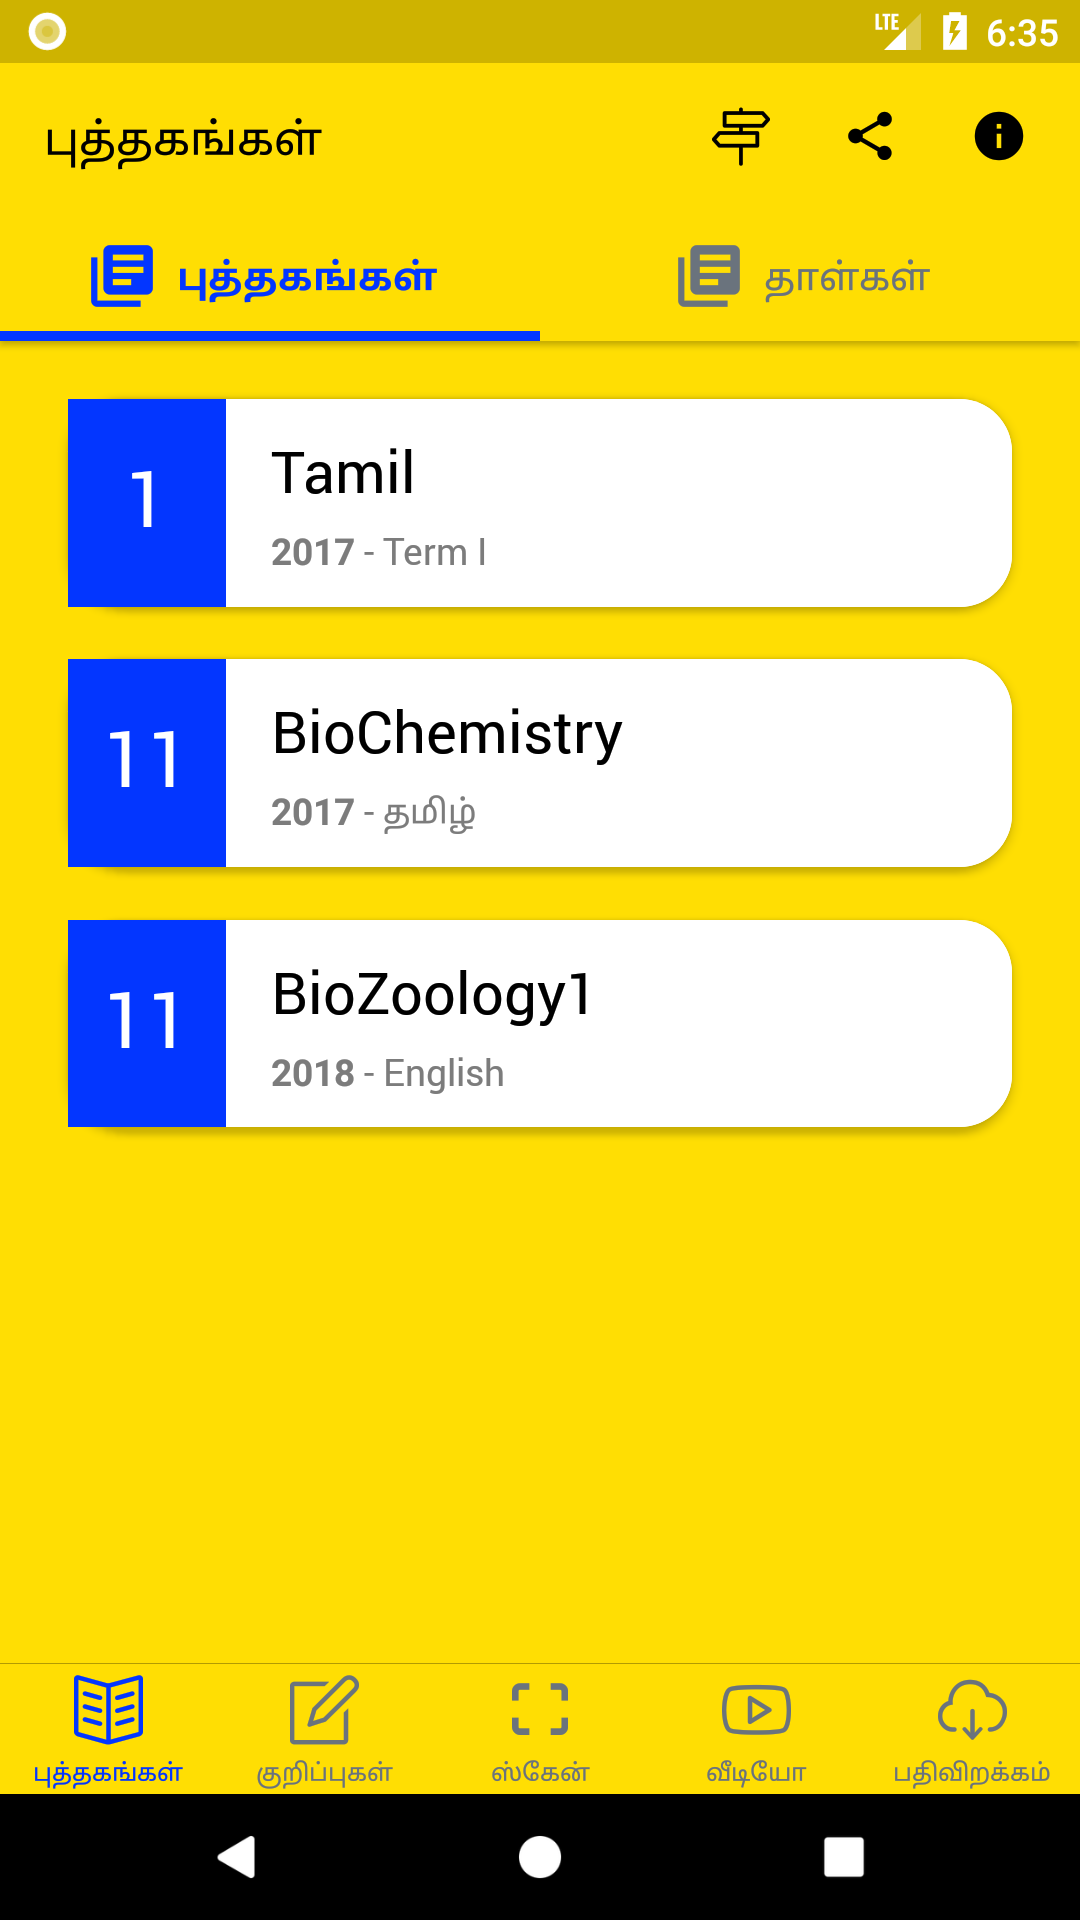 LTE 6:35
புத்தகங்கள்
புத்தகங்கள் தாள்கள்
1
Tamil
2017 - Term I
11
BioChemistry
2017 - தமிழ்
11
BioZoology1
2018 - English
புத்தகங்கள் குறிப்புகள் ஸ்கேன் வீடியோ பதிவிறக்கம்